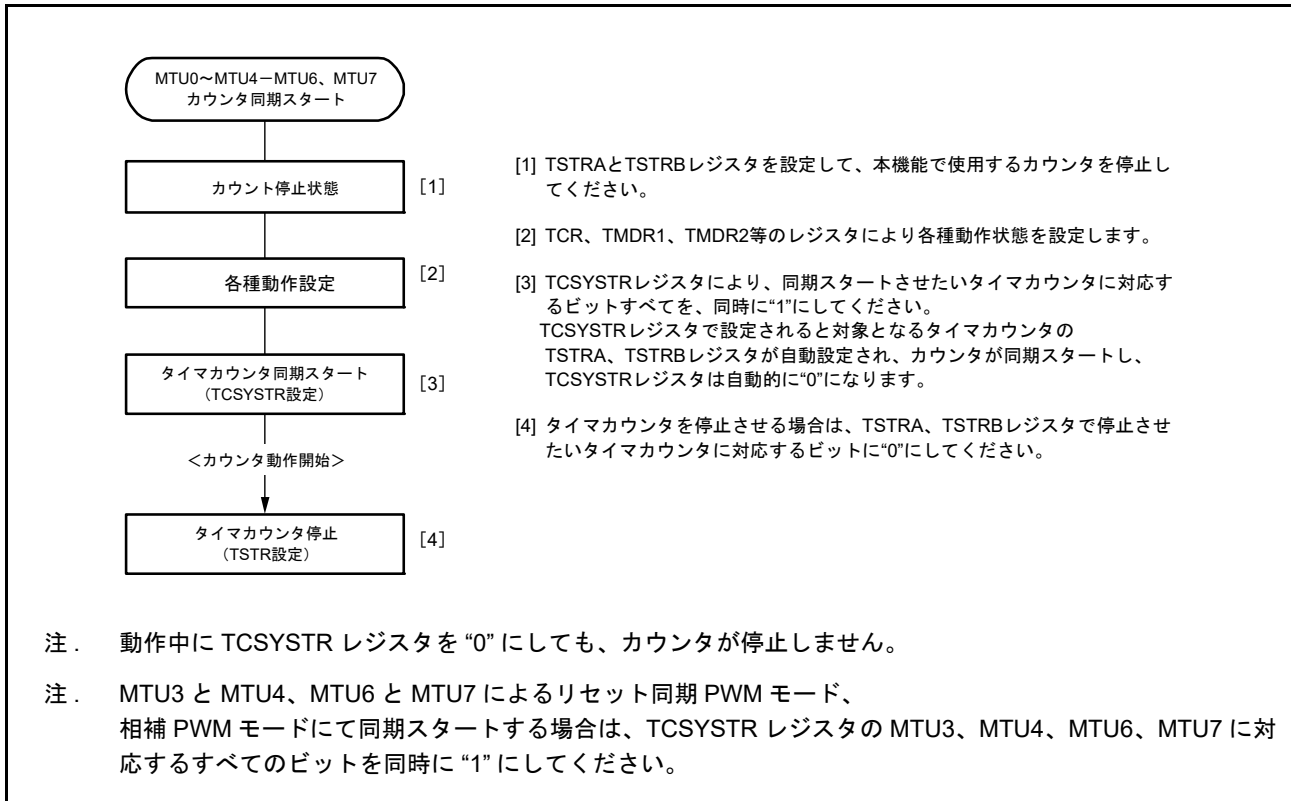 MTU0～MTU4－MTU6、MTU7
カウンタ同期スタート
カウント停止状態
[1]
各種動作設定
[2]
タイマカウンタ同期スタート
（TCSYSTR設定）
[3]
＜カウンタ動作開始＞
タイマカウンタ停止
（TSTR設定）
[4]
[1] TSTRAとTSTRBレジスタを設定して、本機能で使用するカウンタを停止し
てください。
[2] TCR、TMDR1、TMDR2等のレジスタにより各種動作状態を設定します。
[3] TCSYSTRレジスタにより、同期スタートさせたいタイマカウンタに対応す
るビットすべてを、同時に“1”にしてください。
TCSYSTRレジスタで設定されると対象となるタイマカウンタの
TSTRA、TSTRBレジスタが自動設定され、カウンタが同期スタートし、
TCSYSTRレジスタは自動的に“0”になります。
[4] タイマカウンタを停止させる場合は、TSTRA、TSTRBレジスタで停止させ
たいタイマカウンタに対応するビットに“0”にしてください。
注． 動作中に TCSYSTR レジスタを “0” にしても、カウンタが停止しません。
注． MTU3 と MTU4、MTU6 と MTU7 によるリセット同期 PWM モード、
相補 PWM モードにて同期スタートする場合は、TCSYSTR レジスタの MTU3、MTU4、MTU6、MTU7 に対
応するすべてのビットを同時に “1” にしてください。